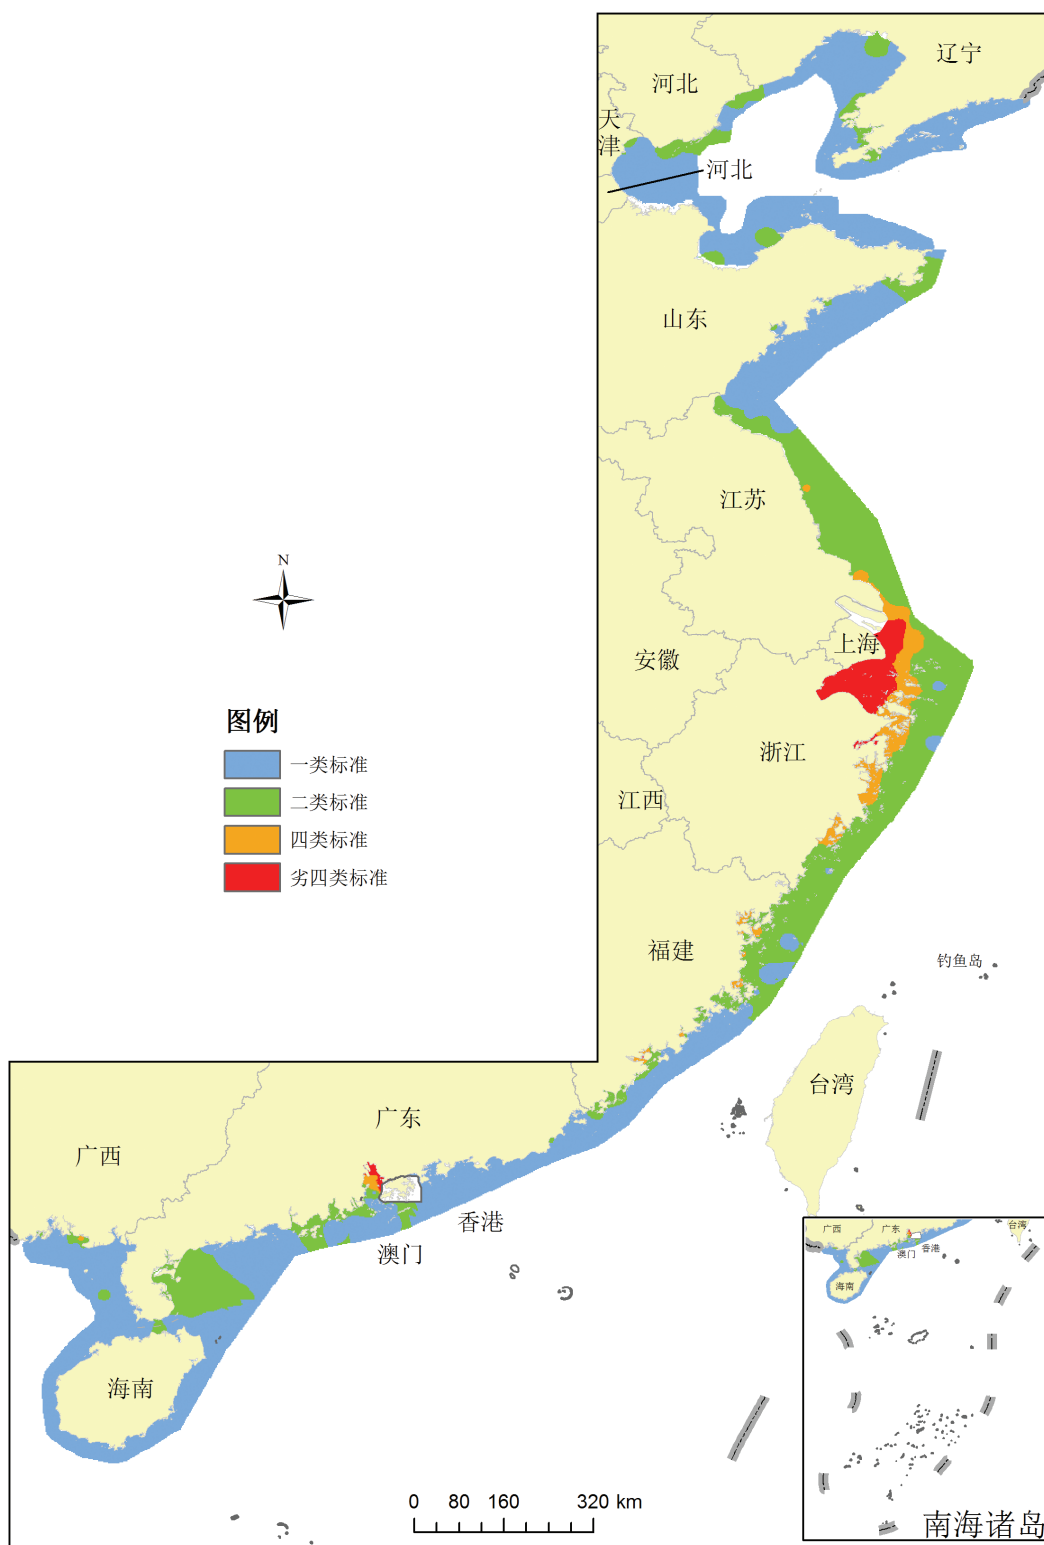 辽宁
河北
天
津
河北
山东
江苏
N
上海
安徽
图例
浙江
一类标准
江西
二类标准
四类标准
劣四类标准
福建
钓鱼岛
台湾
广东
广西
香港
澳门
海南
广西
广东
台湾
香港
澳门
海南
0 80 160 320 km
南海诸岛